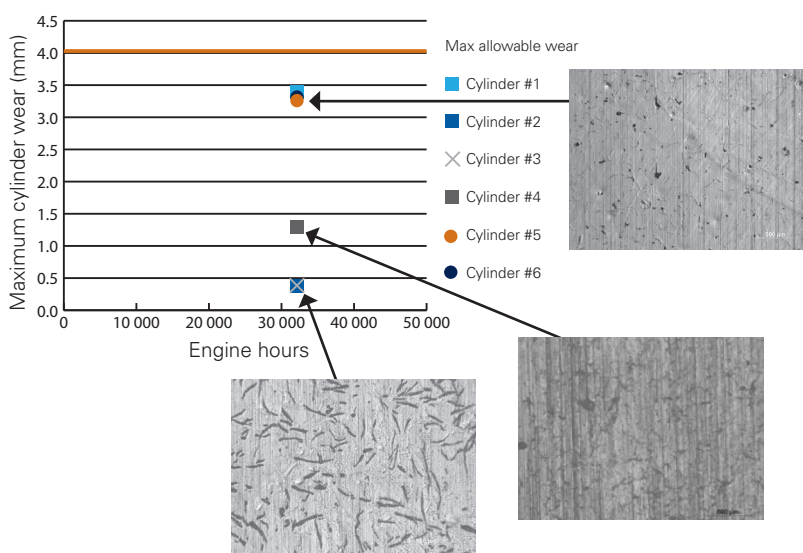 Maximum cylinder wear (mm)
4.5
4.0
3.5
3.0
2.5
2.0
1.5
1.0
0.5
0.0
0
10 000
20 000
30 000
40 000
50 000
Engine hours
Max allowable wear
Cylinder #1
Cylinder #2
Cylinder #3
Cylinder #4
Cylinder #5
Cylinder #6
500 µm